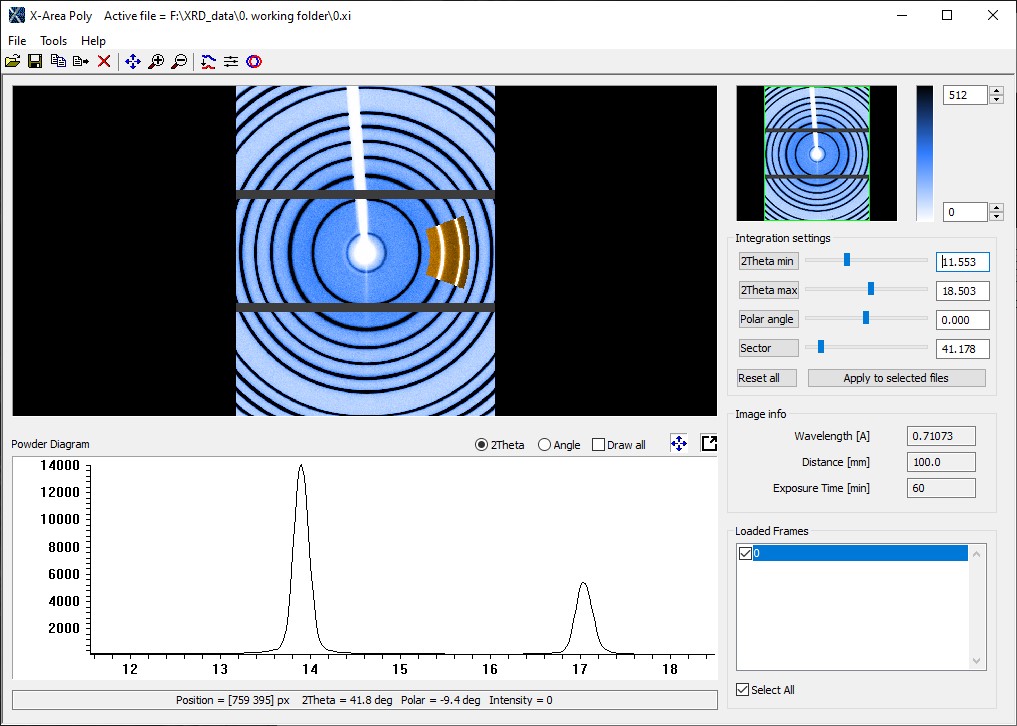 X-Area Poly Active file = F:\XRD_data\0. working folder\0.xi
File Tools Help
512
0
Integration settings
2Theta min 11.553
2Theta max 18.503
Polar angle 0.000
Sector 41.178
Reset all Apply to selected files
Image info
Wavelength [A] 0.71073
Distance [mm] 100.0
Exposure Time [min] 60
Powder Diagram 2Theta Angle Draw all
14000
12000
10000
8000
6000
4000
2000
12 13 14 15 16 17 18
Loaded Frames
0
Select All
Position = [759 395] px 2Theta = 41.8 deg Polar = -9.4 deg Intensity = 0